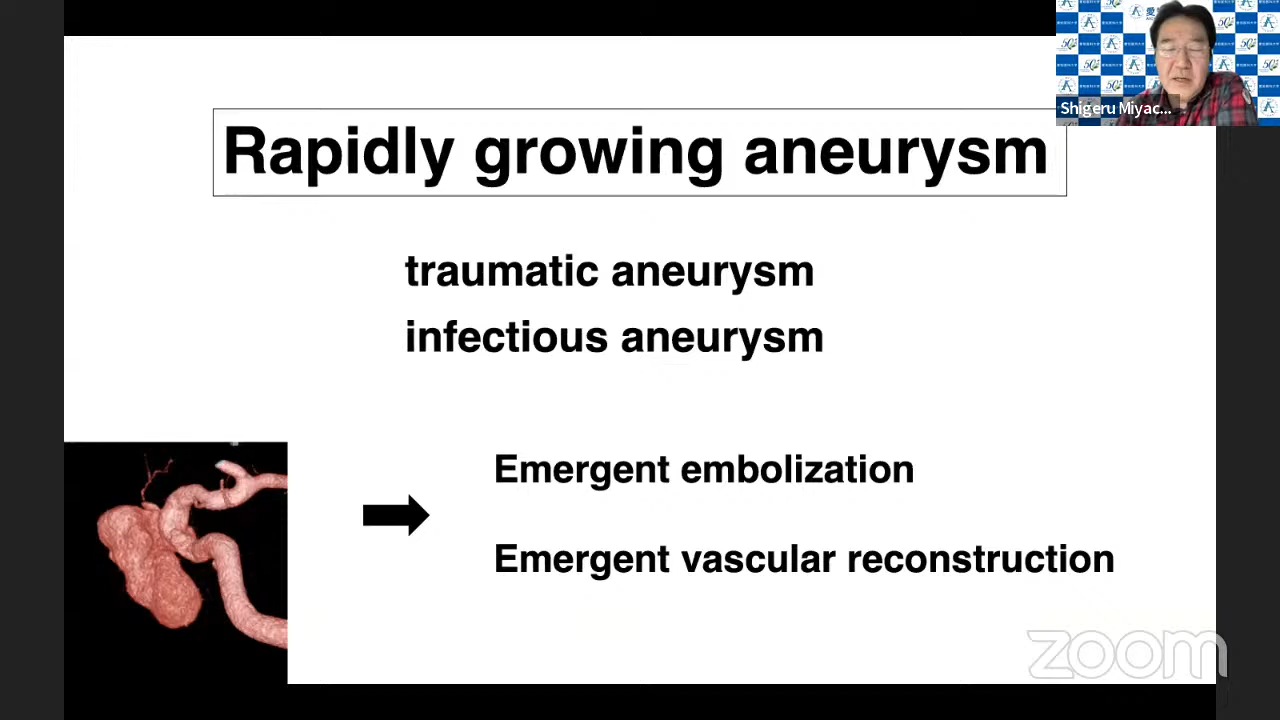 Shigeru Miyac...
Rapidly growing aneurysm
traumatic aneurysm
infectious aneurysm
Emergent embolization
Emergent vascular reconstruction
zoom